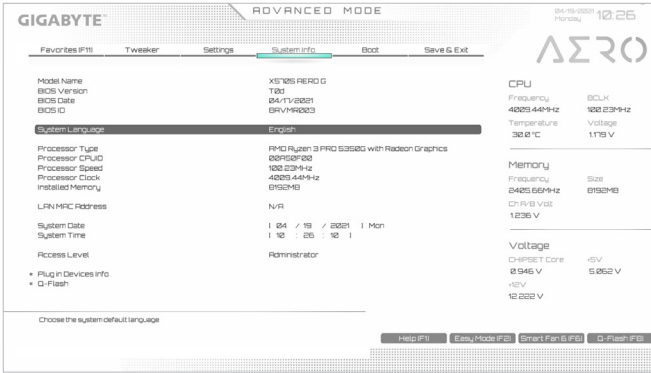 GIGABYTE™
ADVANCED MODE
04/19/2021 Monday 10:26
Favorites (F11) Tweaker Settings System Info. Boot Save & Exit
AERO
Model Name X570S AERO G
BIOS Version T0d
BIOS Date 04/17/2021
BIOS ID 8AVMR003
System Language English
Processor Type AMD Ryzen 3 PRO 5350G with Radeon Graphics
Processor CPUID 00A50F00
Processor Speed 100.23MHz
Processor Clock 4009.44MHz
Installed Memory 8192MB
LAN MAC Address N/A
System Date [ 04 / 19 / 2021 ] Mon
System Time [ 10 : 26 : 10 ]
Access Level Administrator
Plug in Devices Info
Q-Flash
CPU
Frequency BCLK
4009.44MHz 100.23MHz
Temperature Voltage
30.0 °C 1.179 V
Memory
Frequency Size
2405.66MHz 8192MB
Ch A/B Volt
1.236 V
Voltage
CHIPSET Core +5V
0.946 V 5.062 V
+12V
12.222 V
Choose the system default language
Help (F1) Easy Mode (F2) Smart Fan 6 (F6) Q-Flash (F8)